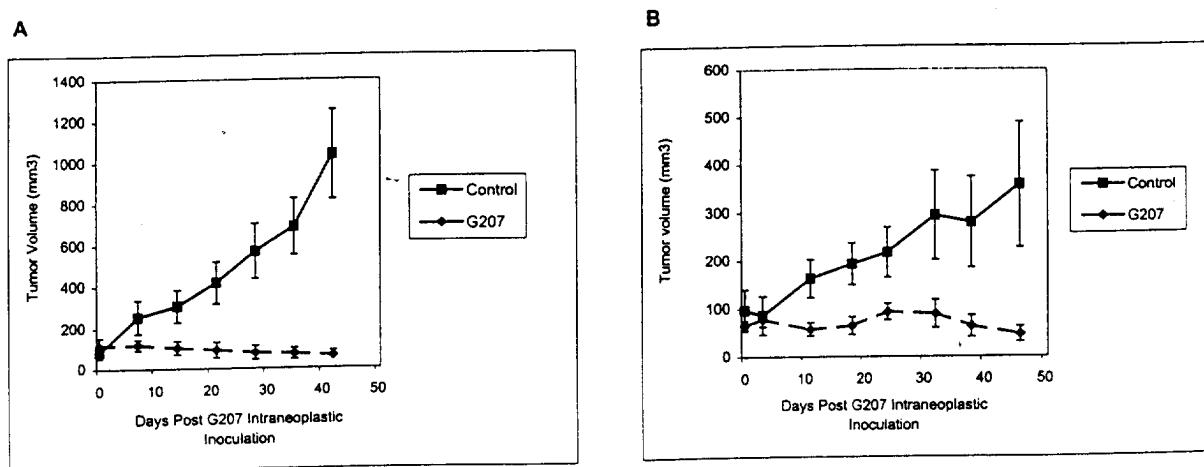 A
1400
1200
1000
800
600
400
200
0
Tumor Volume (mm3)
0 10 20 30 40 50
Days Post G207 Intraneoplastic
Inoculation
Control
G207
B
600
500
400
300
200
100
0
Tumor volume (mm3)
0 10 20 30 40 50
Days Post G207 Intraneoplastic
Inoculation
Control
G207